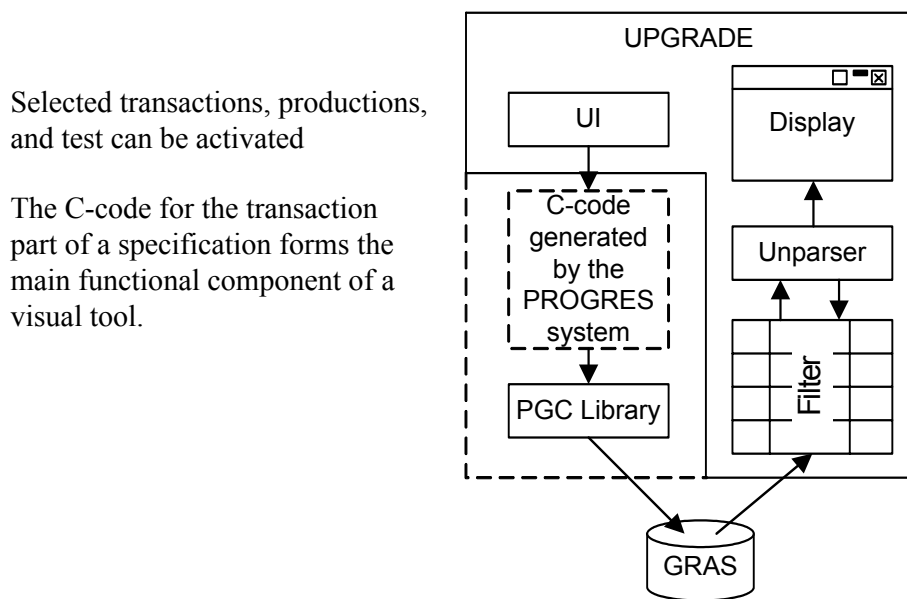 Selected transactions, productions,
and test can be activated
The C-code for the transaction
part of a specification forms the
main functional component of a
visual tool.
UPGRADE
UI
C-code
generated
by the
PROGRES
system
PGC Library
Display
Unparser
Filter
GRAS